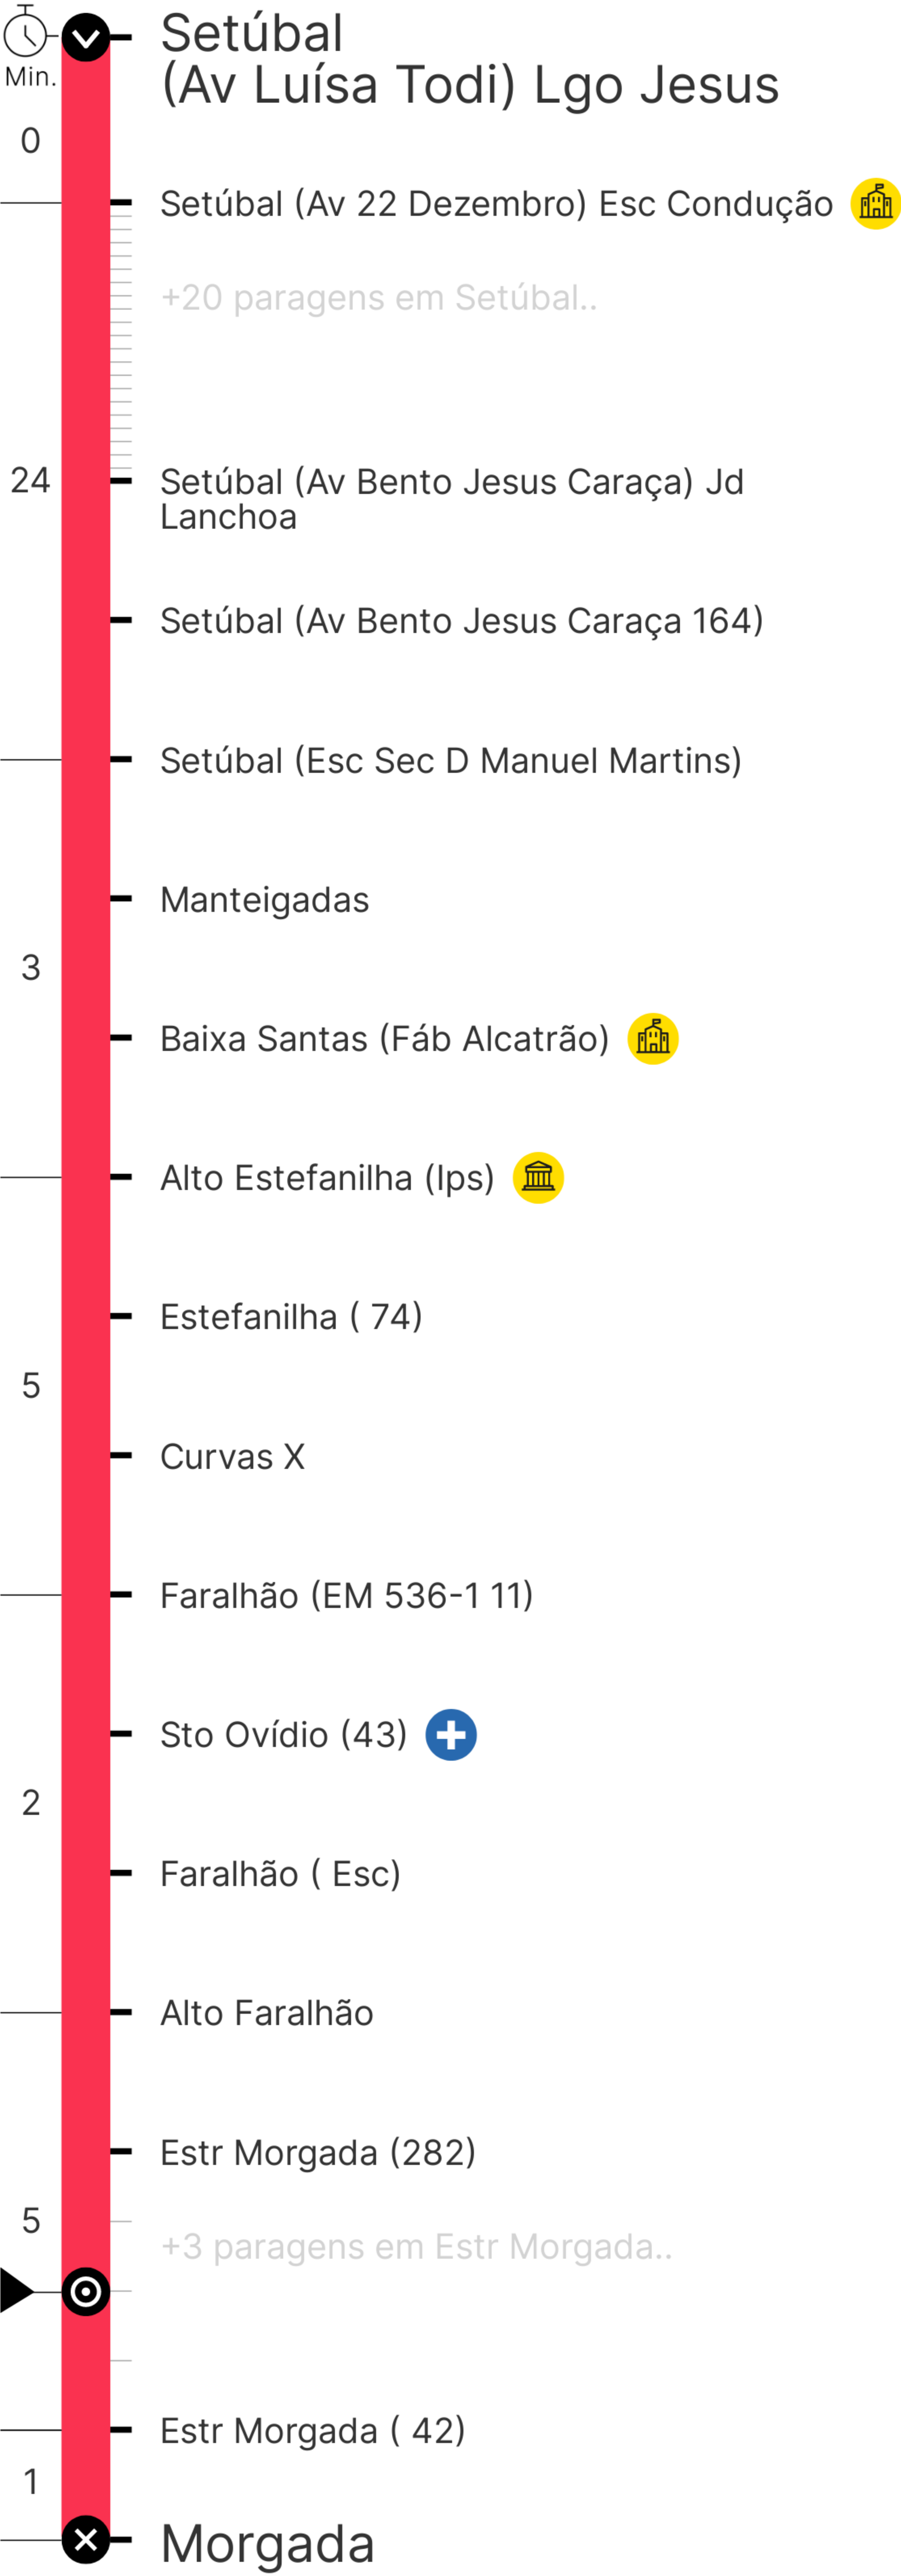 Setúbal
(Av Luísa Todi) Lgo Jesus
Min.
0
Setúbal (Av 22 Dezembro) Esc Condução
+20 paragens em Setúbal..
24
Setúbal (Av Bento Jesus Caraça) Jd
Lanchoa
Setúbal (Av Bento Jesus Caraça 164)
Setúbal (Esc Sec D Manuel Martins)
Manteigadas
3
Baixa Santas (Fáb Alcatrão)
Alto Estefanilha (Ips)
Estefanilha ( 74)
5
Curvas X
Faralhão (EM 536-1 11)
Sto Ovídio (43)
2
Faralhão ( Esc)
Alto Faralhão
Estr Morgada (282)
5
+3 paragens em Estr Morgada..
Estr Morgada ( 42)
1
Morgada